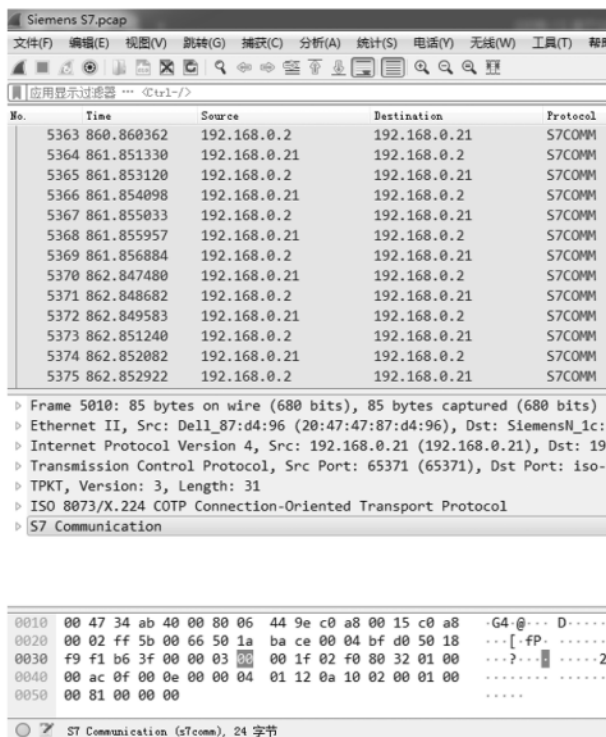 Siemens S7.pcap
文件(F) 编辑(E) 视图(V) 跳转(G) 捕获(C) 分析(A) 统计(S) 电话(Y) 无线(W) 工具(T)
应用显示过滤器 … <Ctrl-/>
No. Time Source Destination Protocol
5363 860.860362 192.168.0.2 192.168.0.21 S7COMM
5364 861.851330 192.168.0.21 192.168.0.2 S7COMM
5365 861.853120 192.168.0.2 192.168.0.21 S7COMM
5366 861.854098 192.168.0.21 192.168.0.2 S7COMM
5367 861.855033 192.168.0.2 192.168.0.21 S7COMM
5368 861.855957 192.168.0.21 192.168.0.2 S7COMM
5369 861.856884 192.168.0.2 192.168.0.21 S7COMM
5370 862.847480 192.168.0.21 192.168.0.2 S7COMM
5371 862.848682 192.168.0.2 192.168.0.21 S7COMM
5372 862.849583 192.168.0.21 192.168.0.2 S7COMM
5373 862.851240 192.168.0.2 192.168.0.21 S7COMM
5374 862.852082 192.168.0.21 192.168.0.2 S7COMM
5375 862.852922 192.168.0.2 192.168.0.21 S7COMM
Frame 5010: 85 bytes on wire (680 bits), 85 bytes captured (680 bits)
Ethernet II, Src: Dell_87:d4:96 (20:47:47:87:d4:96), Dst: SiemensN_1c:
Internet Protocol Version 4, Src: 192.168.0.21 (192.168.0.21), Dst: 19
Transmission Control Protocol, Src Port: 65371 (65371), Dst Port: iso-
TPKT, Version: 3, Length: 31
ISO 8073/X.224 COTP Connection-Oriented Transport Protocol
S7 Communication
0010 00 47 34 ab 40 00 80 06 44 9e c0 a8 00 15 c0 a8 ·G4·@··· D·····
0020 00 02 ff 5b 00 66 50 1a ba ce 00 04 bf d0 50 18 ···[·fP· ······
0030 f9 f1 b6 3f 00 00 03 00 00 1f 02 f0 80 32 01 00 ···?···· ·····2
0040 00 ac 0f 00 0e 00 00 04 01 12 0a 10 02 00 01 00 ········ ······
0050 00 81 00 00 00 ·····
S7 Communication (s7comm), 24 字节